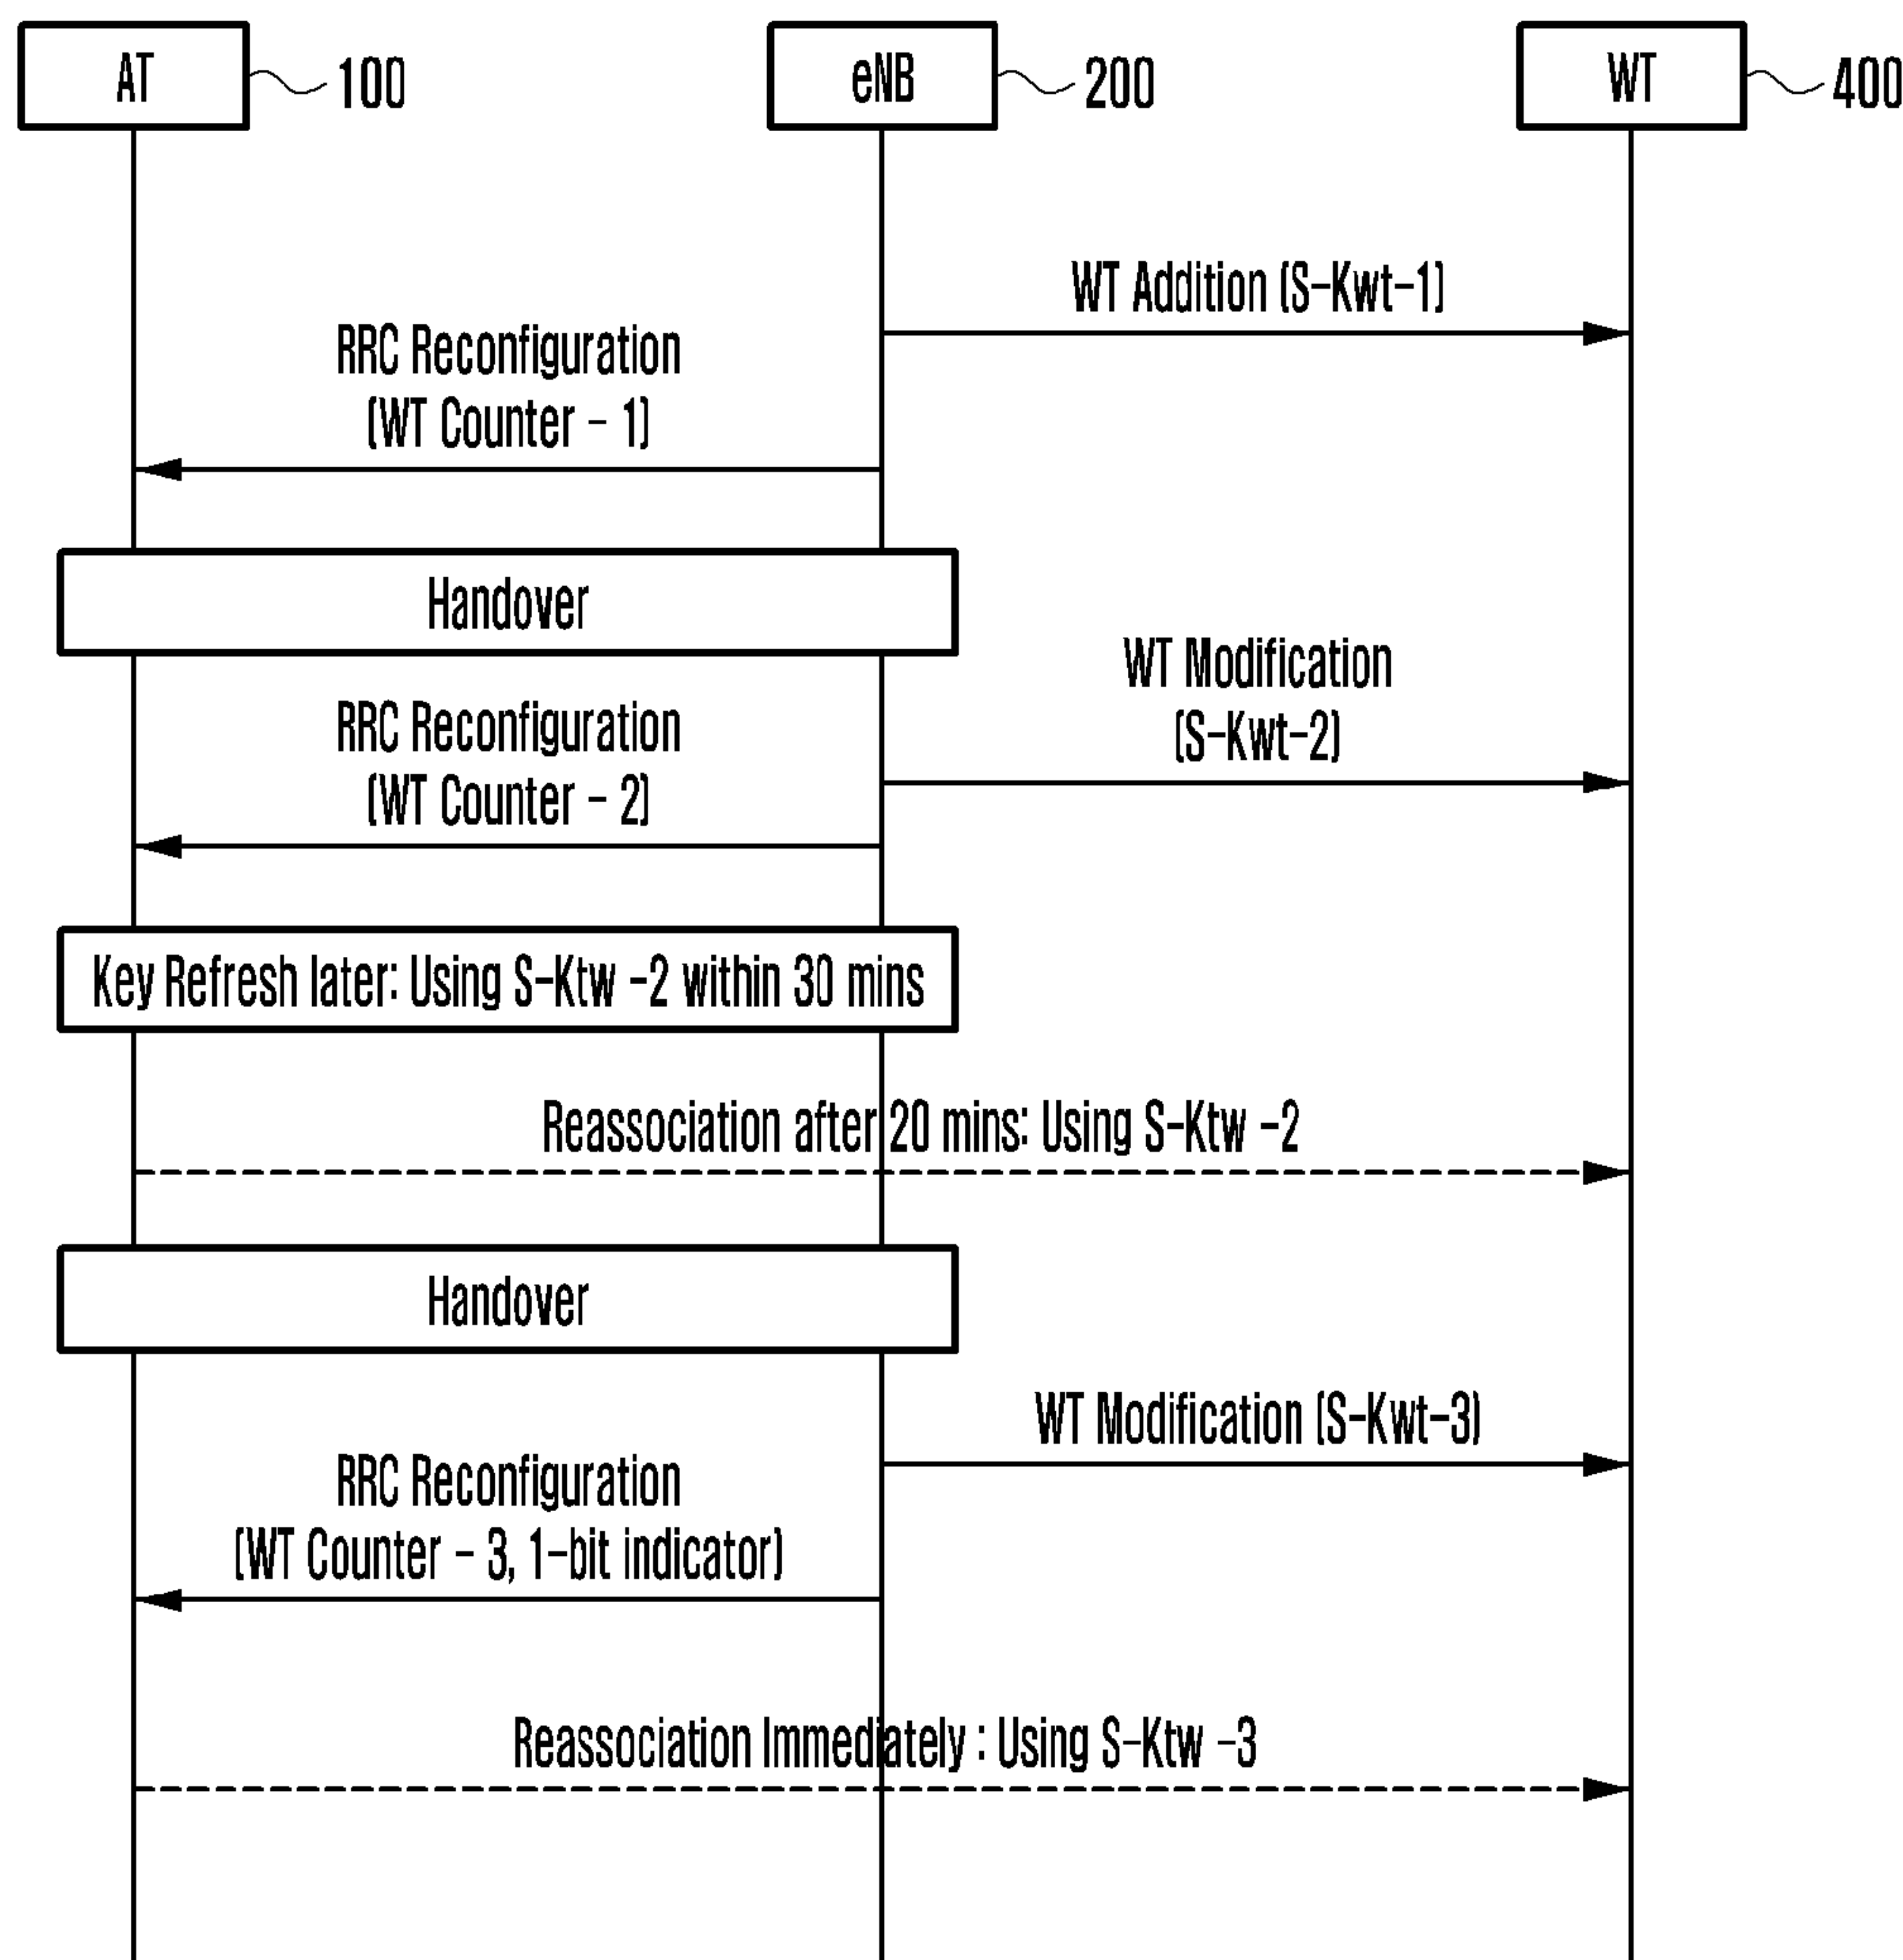 AT
100
eNB
200
WT
400
WT Addition (S-Kwt-1)
RRC Reconfiguration
(WT Counter - 1)
Handover
WT Modification
(S-Kwt-2)
RRC Reconfiguration
(WT Counter - 2)
Key Refresh later: Using S-Ktw -2 within 30 mins
Reassociation after 20 mins: Using S-Ktw -2
Handover
WT Modification (S-Kwt-3)
RRC Reconfiguration
(WT Counter - 3, 1-bit indicator)
Reassociation Immediately : Using S-Ktw -3